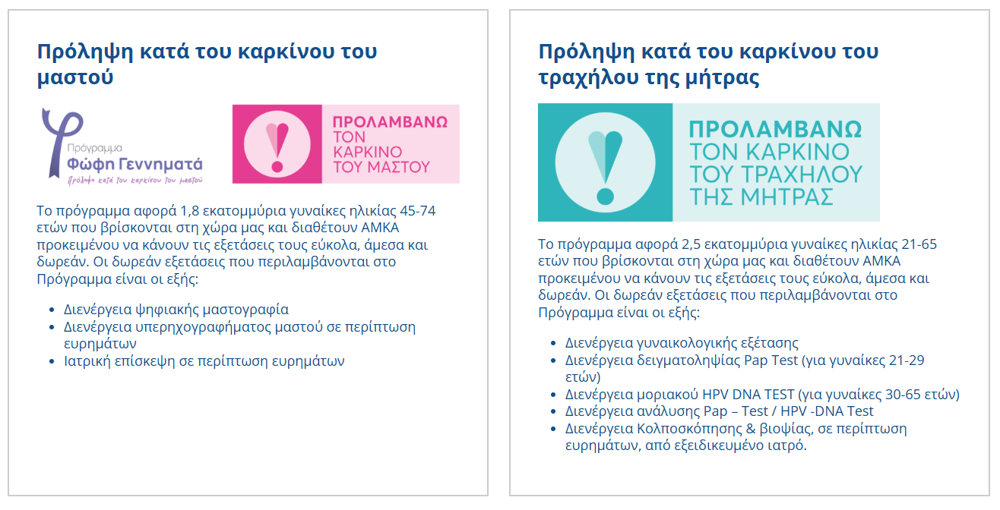 Πρόληψη κατά του καρκίνου του
μαστού
Πρόγραμμα
Φώφη Γεννηματά
Πρόληψη κατά του καρκίνου του μαστού
ΠΡΟΛΑΜΒΑΝΩ
ΤΟΝ
ΚΑΡΚΙΝΟ
ΤΟΥ ΜΑΣΤΟΥ
Το πρόγραμμα αφορά 1,8 εκατομμύρια γυναίκες ηλικίας 45-74
ετών που βρίσκονται στη χώρα μας και διαθέτουν ΑΜΚΑ
προκειμένου να κάνουν τις εξετάσεις τους εύκολα, άμεσα και
δωρεάν. Οι δωρεάν εξετάσεις που περιλαμβάνονται στο
Πρόγραμμα είναι οι εξής:
• Διενέργεια ψηφιακής μαστογραφία
• Διενέργεια υπερηχογραφήματος μαστού σε περίπτωση
ευρημάτων
• Ιατρική επίσκεψη σε περίπτωση ευρημάτων
Πρόληψη κατά του καρκίνου του
τραχήλου της μήτρας
ΠΡΟΛΑΜΒΑΝΩ
ΤΟΝ ΚΑΡΚΙΝΟ
ΤΟΥ ΤΡΑΧΗΛΟΥ
ΤΗΣ ΜΗΤΡΑΣ
Το πρόγραμμα αφορά 2,5 εκατομμύρια γυναίκες ηλικίας 21-65
ετών που βρίσκονται στη χώρα μας και διαθέτουν ΑΜΚΑ
προκειμένου να κάνουν τις εξετάσεις τους εύκολα, άμεσα και
δωρεάν. Οι δωρεάν εξετάσεις που περιλαμβάνονται στο
Πρόγραμμα είναι οι εξής:
• Διενέργεια γυναικολογικής εξέτασης
• Διενέργεια δειγματοληψίας Pap Test (για γυναίκες 21-29
ετών)
• Διενέργεια μοριακού HPV DNA TEST (για γυναίκες 30-65 ετών)
• Διενέργεια ανάλυσης Pap – Test / HPV -DNA Test
• Διενέργεια Κολποσκόπησης & βιοψίας, σε περίπτωση
ευρημάτων, από εξειδικευμένο ιατρό.